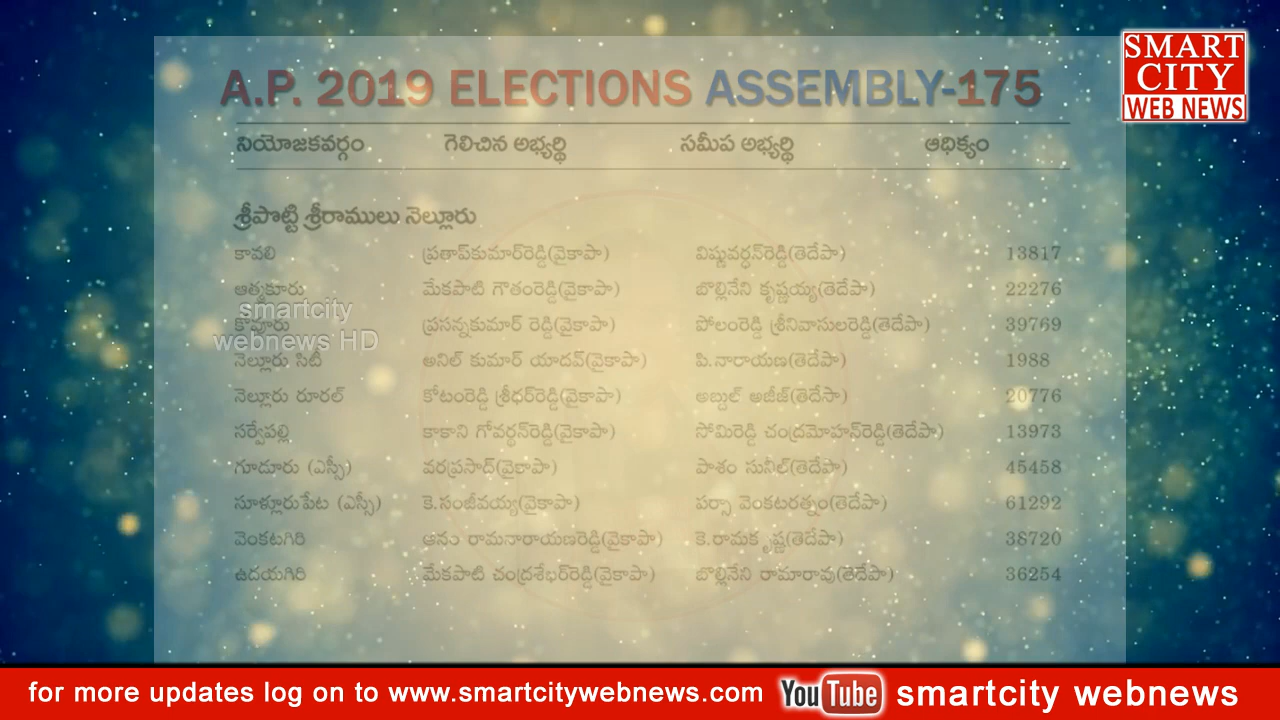 SMART
CITY
WEB NEWS
A.P. 2019 ELECTIONS ASSEMBLY-175
నియోజకవర్గం గెలిచిన అభ్యర్థి సమీప అభ్యర్థి ఆధిక్యం
శ్రీపొట్టి శ్రీరాములు నెల్లూరు
కావలి ప్రతాప్‌కుమార్‌రెడ్డి(వైకాపా) విష్ణువర్ధన్‌రెడ్డి(తెదేపా) 13817
ఆత్మకూరు మేకపాటి గౌతంరెడ్డి(వైకాపా) బొల్లినేని కృష్ణయ్య(తెదేపా) 22276
కొవూరు ప్రసన్నకుమార్ రెడ్డి(వైకాపా) పోలంరెడ్డి శ్రీనివాసులరెడ్డి(తెదేపా) 39769
నెల్లూరు సిటీ అనిల్ కుమార్ యాదవ్(వైకాపా) పి.నారాయణ(తెదేపా) 1988
నెల్లూరు రూరల్ కోటంరెడ్డి శ్రీధర్‌రెడ్డి(వైకాపా) అబ్దుల్ అజీజ్(తెదేపా) 20776
సర్వేపల్లి కాకాని గోవర్ధన్‌రెడ్డి(వైకాపా) సోమిరెడ్డి చంద్రమోహన్‌రెడ్డి(తెదేపా) 13973
గూడూరు (ఎస్సీ) వరప్రసాద్(వైకాపా) పాశం సునీల్(తెదేపా) 45458
సూళ్లూరుపేట (ఎస్సీ) కె.సంజీవయ్య(వైకాపా) పర్సా వెంకటరత్నం(తెదేపా) 61292
వెంకటగిరి ఆనం రామనారాయణరెడ్డి(వైకాపా) కె.రామకృష్ణ(తెదేపా) 38720
ఉదయగిరి మేకపాటి చంద్రశేఖర్‌రెడ్డి(వైకాపా) బొల్లినేని రామారావు(తెదేపా) 36254
smartcity
webnews HD
for more updates log on to www.smartcitywebnews.com YouTube smartcity webnews